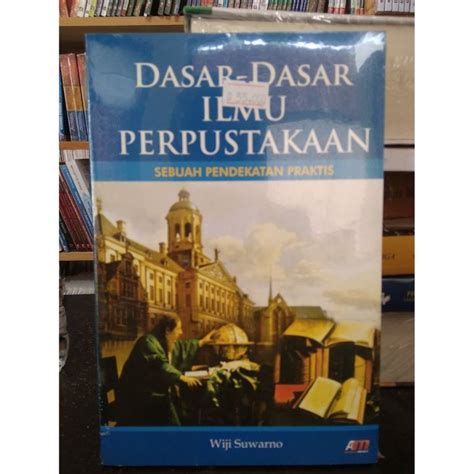 DASAR-DASAR
ILMU
PERPUSTAKAAN
SEBUAH PENDEKATAN PRAKTIS
Wiji Suwarno